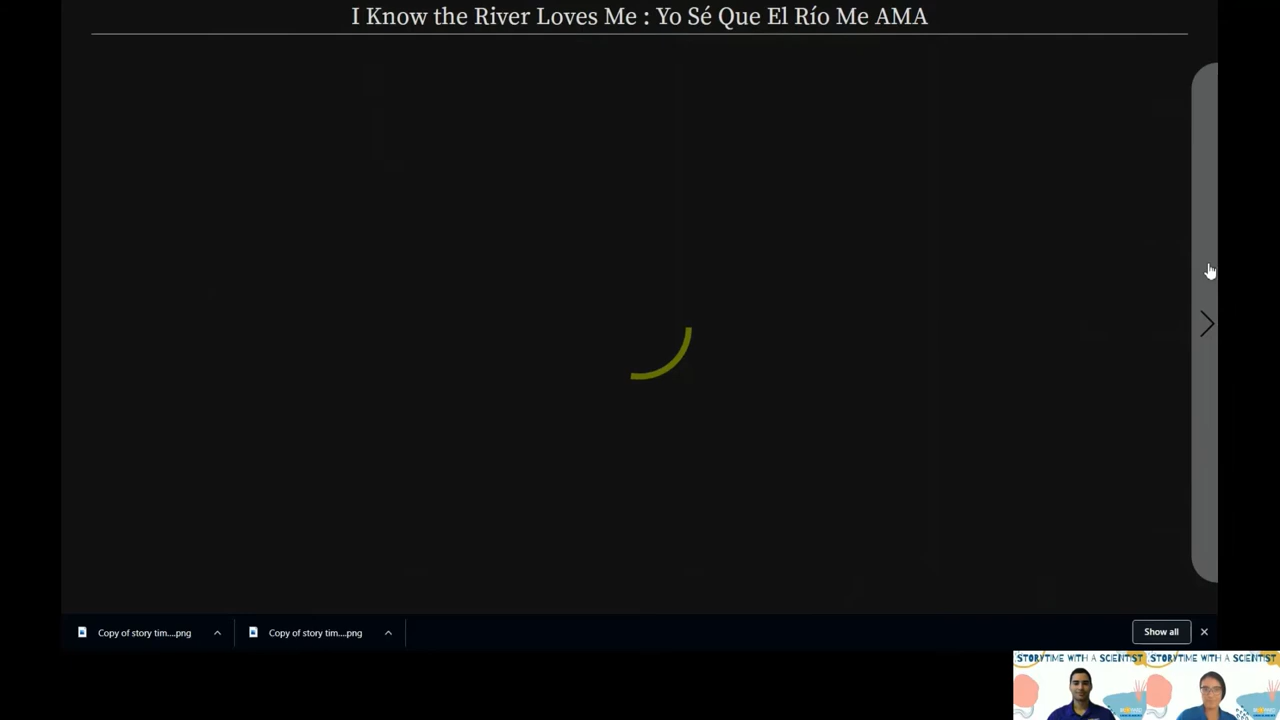 I Know the River Loves Me : Yo Sé Que El Río Me AMA
Copy of story tim....png
Copy of story tim....png
Show all
STORYTIME WITH A SCIENTIST
STORYTIME WITH A SCIENTIST